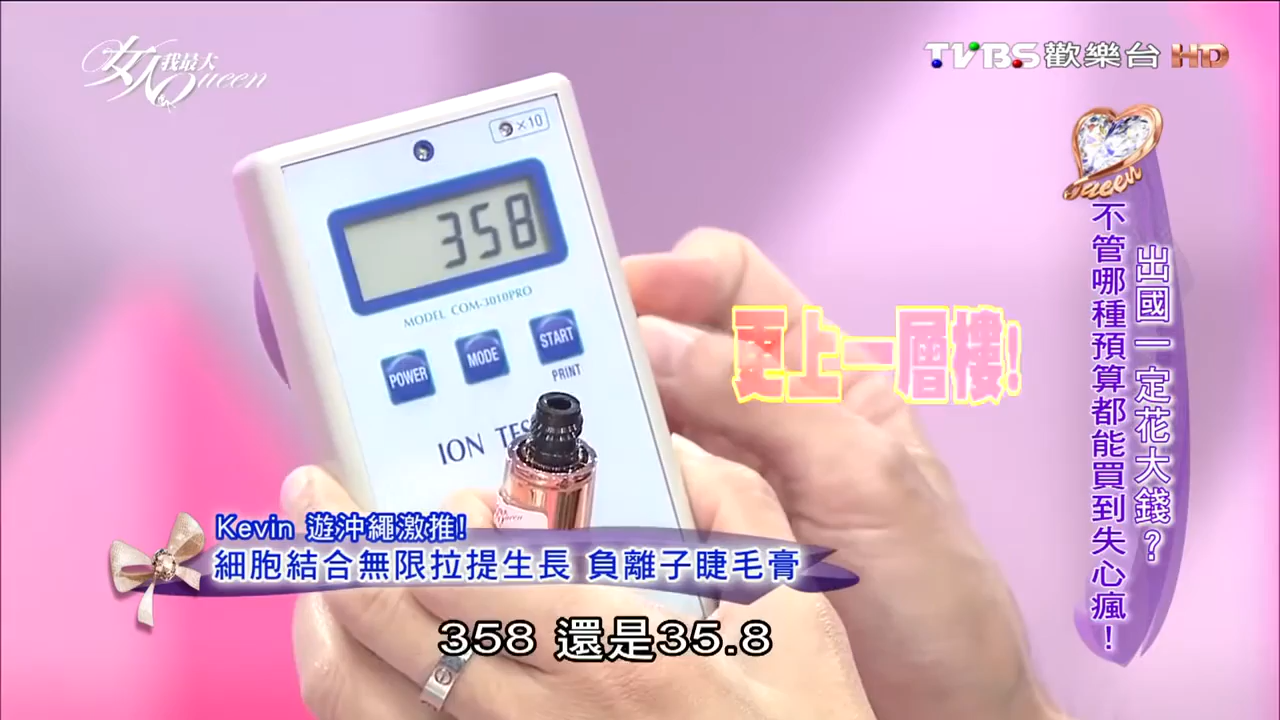 女人我最大
Queen
TVBS歡樂台 HD
×10
358
MODEL COM-3010PRO
POWER
MODE
START
PRINT
ION TES
Queen
出國一定花大錢？
不管哪種預算都能買到失心瘋！
更上一層樓!
Kevin 遊沖繩激推!
細胞結合無限拉提生長 負離子睫毛膏
358 還是35.8